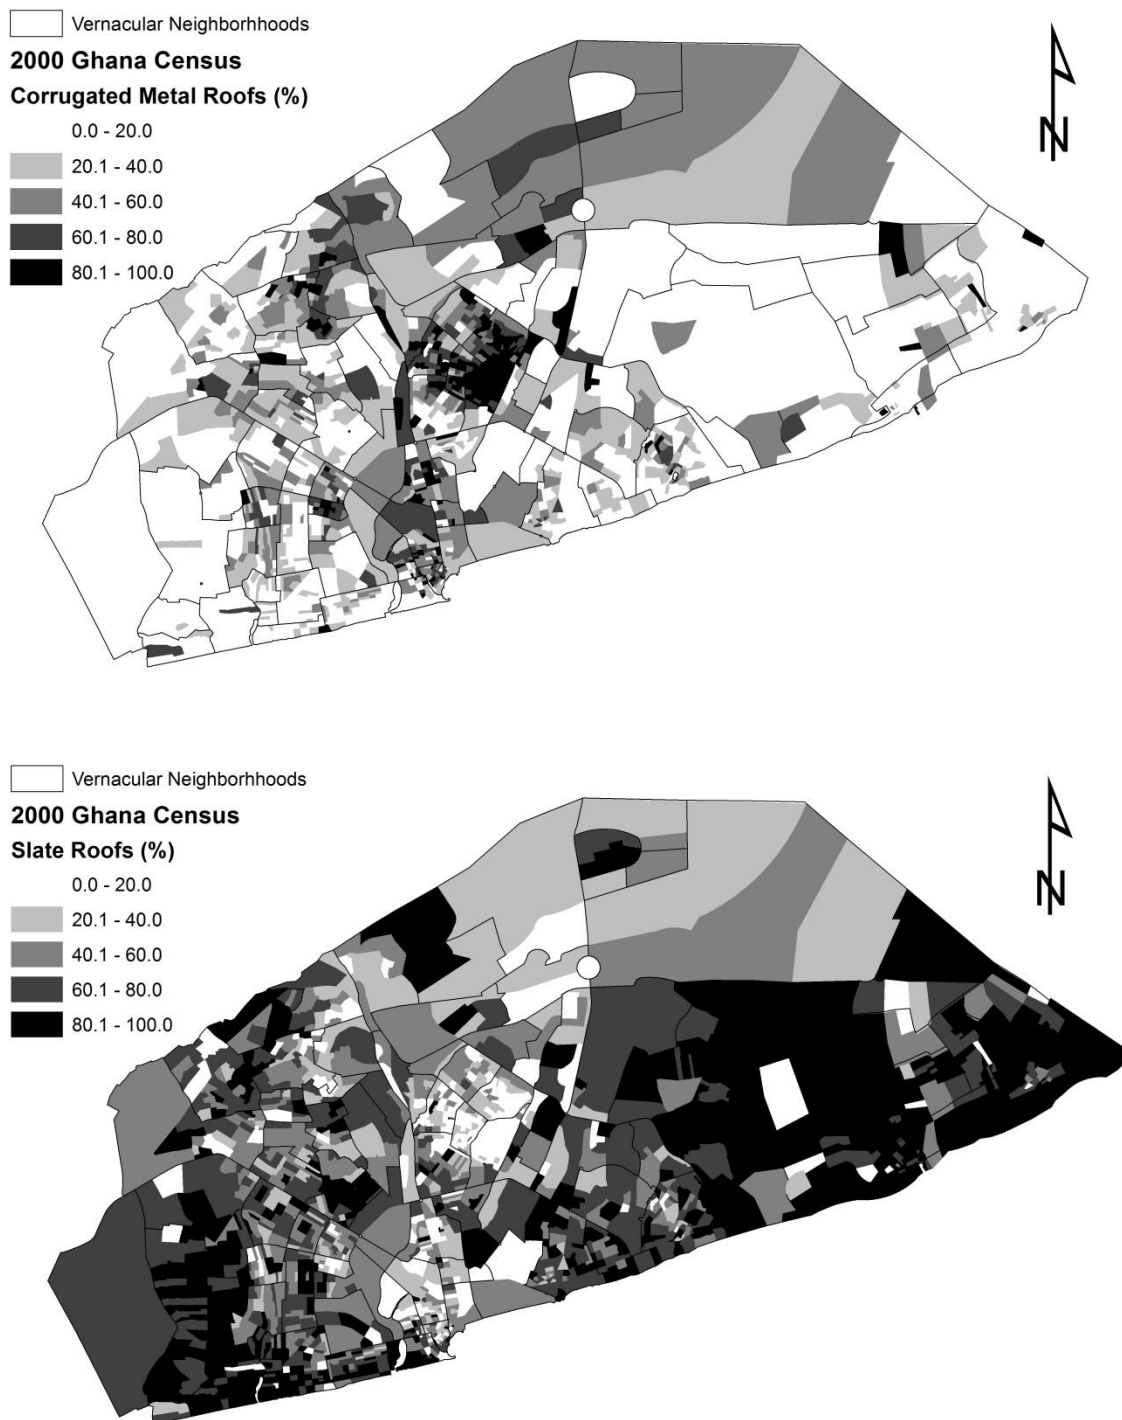 Vernacular Neighborhhoods
2000 Ghana Census
Corrugated Metal Roofs (%)
0.0 - 20.0
20.1 - 40.0
40.1 - 60.0
60.1 - 80.0
80.1 - 100.0
N
Vernacular Neighborhhoods
2000 Ghana Census
Slate Roofs (%)
0.0 - 20.0
20.1 - 40.0
40.1 - 60.0
60.1 - 80.0
80.1 - 100.0
N